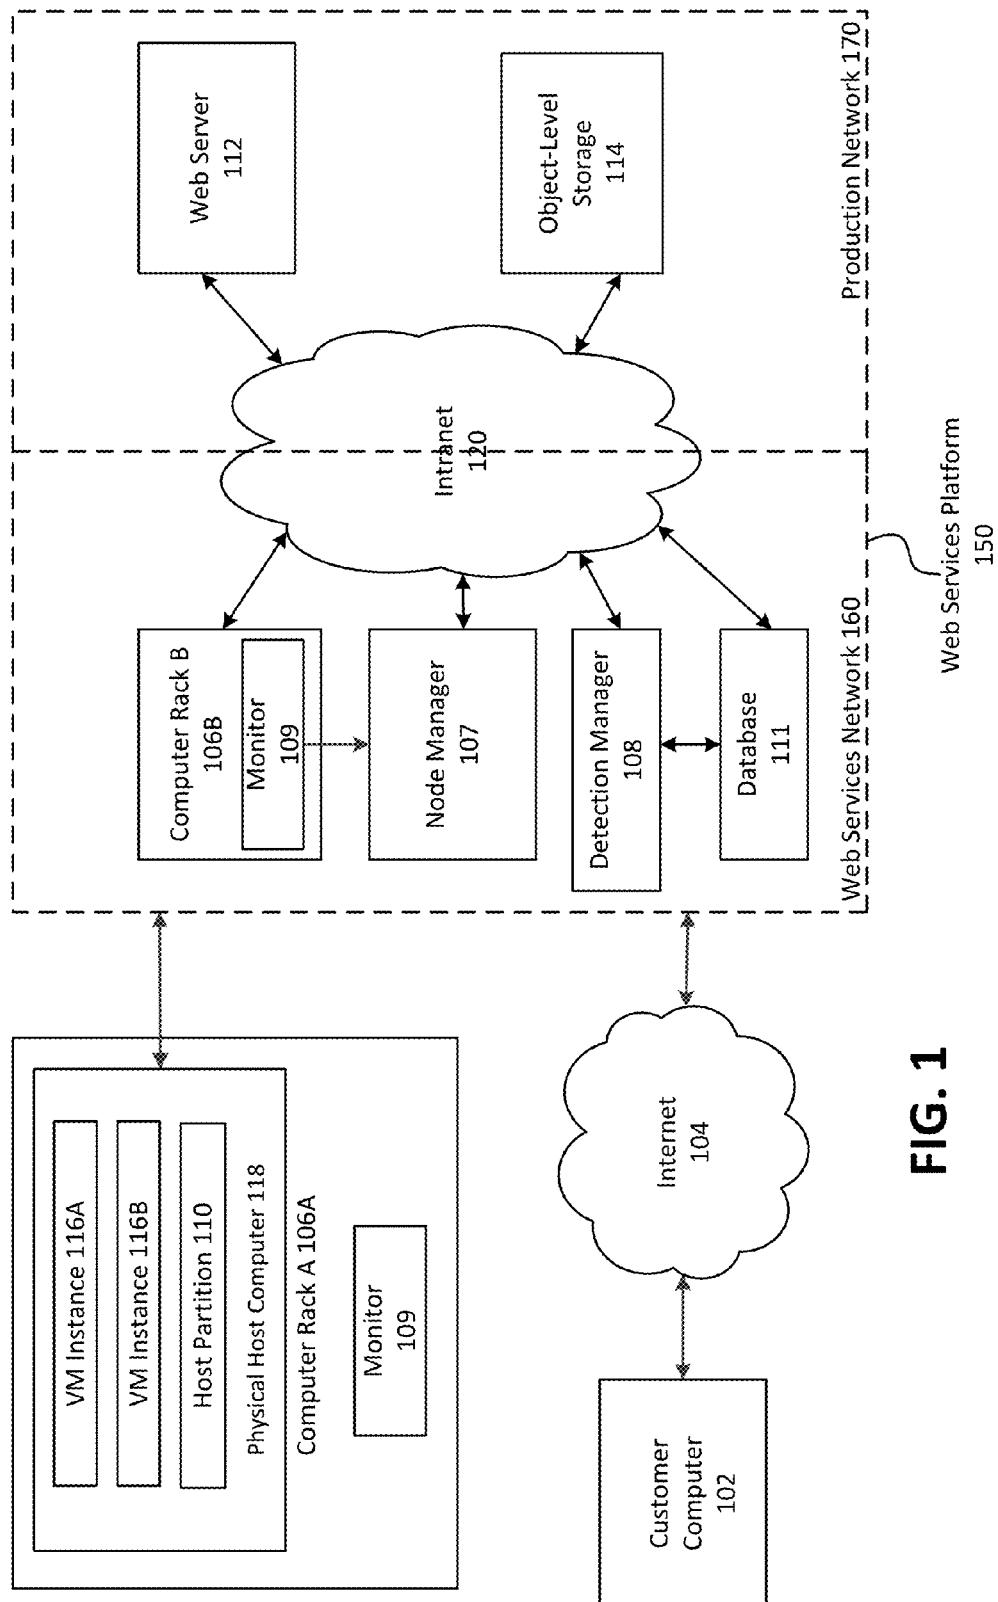 VM Instance 116A
VM Instance 116B
Host Partition 110
Physical Host Computer 118
Computer Rack A 106A
Monitor
109
Customer
Computer
102
Internet
104
Computer Rack B
106B
Monitor
109
Node Manager
107
Detection Manager
108
Database
111
Web Services Network 160
Intranet
120
Web Server
112
Object-Level
Storage
114
Production Network 170
Web Services Platform
150
FIG. 1